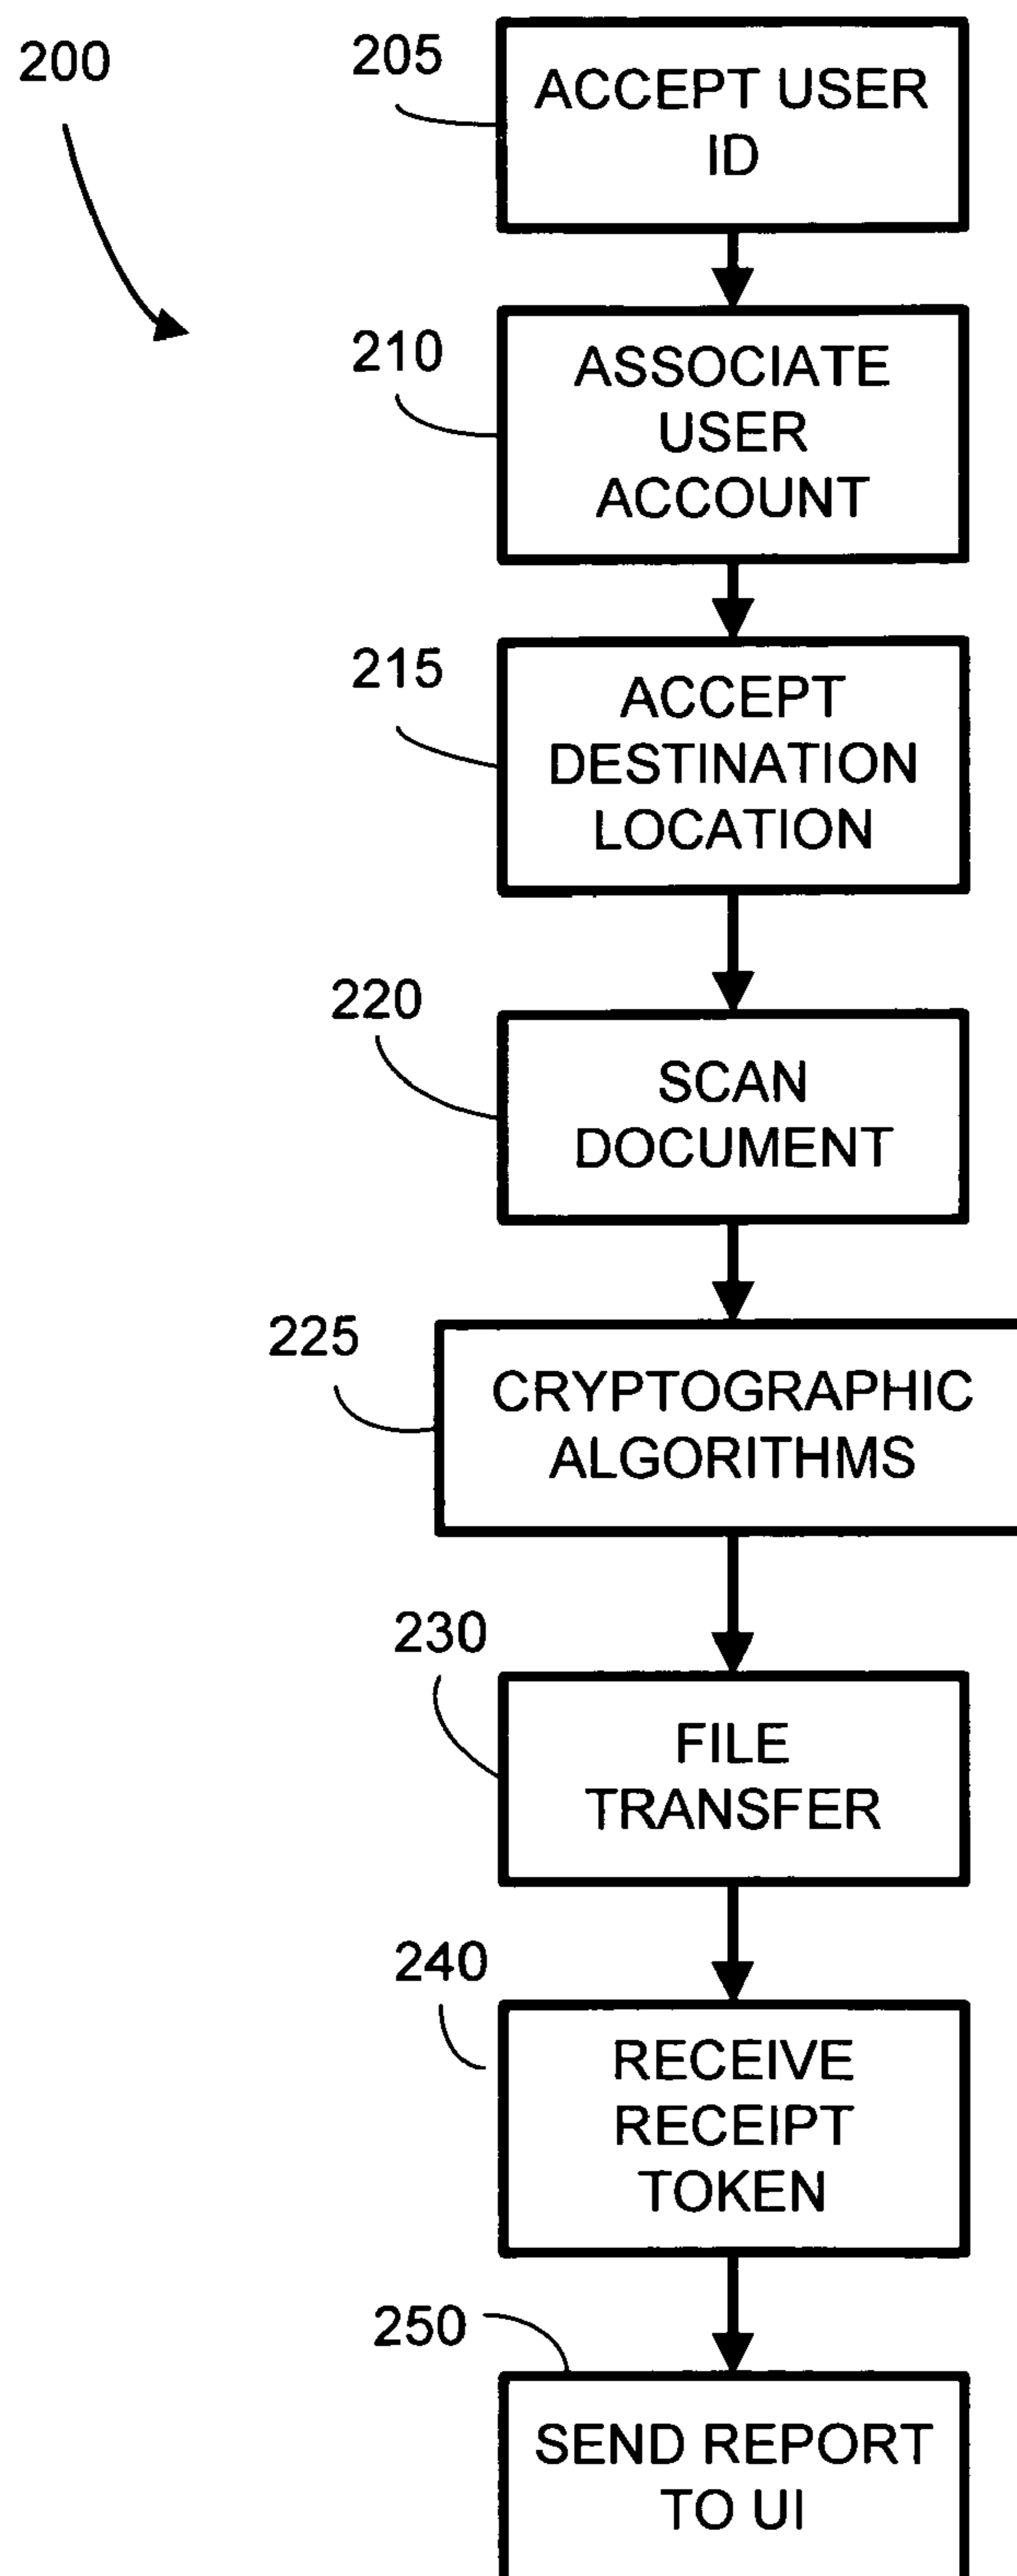 200
205
ACCEPT USER
ID
210
ASSOCIATE
USER
ACCOUNT
215
ACCEPT
DESTINATION
LOCATION
220
SCAN
DOCUMENT
225
CRYPTOGRAPHIC
ALGORITHMS
230
FILE
TRANSFER
240
RECEIVE
RECEIPT
TOKEN
250
SEND REPORT
TO UI